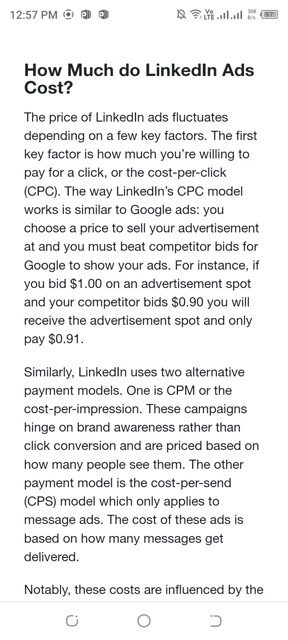 12:57 PM
Vo
LTE
308
B/s
97
How Much do LinkedIn Ads
Cost?
The price of LinkedIn ads fluctuates
depending on a few key factors. The first
key factor is how much you’re willing to
pay for a click, or the cost-per-click
(CPC). The way LinkedIn’s CPC model
works is similar to Google ads: you
choose a price to sell your advertisement
at and you must beat competitor bids for
Google to show your ads. For instance, if
you bid $1.00 on an advertisement spot
and your competitor bids $0.90 you will
receive the advertisement spot and only
pay $0.91.
Similarly, LinkedIn uses two alternative
payment models. One is CPM or the
cost-per-impression. These campaigns
hinge on brand awareness rather than
click conversion and are priced based on
how many people see them. The other
payment model is the cost-per-send
(CPS) model which only applies to
message ads. The cost of these ads is
based on how many messages get
delivered.
Notably, these costs are influenced by the